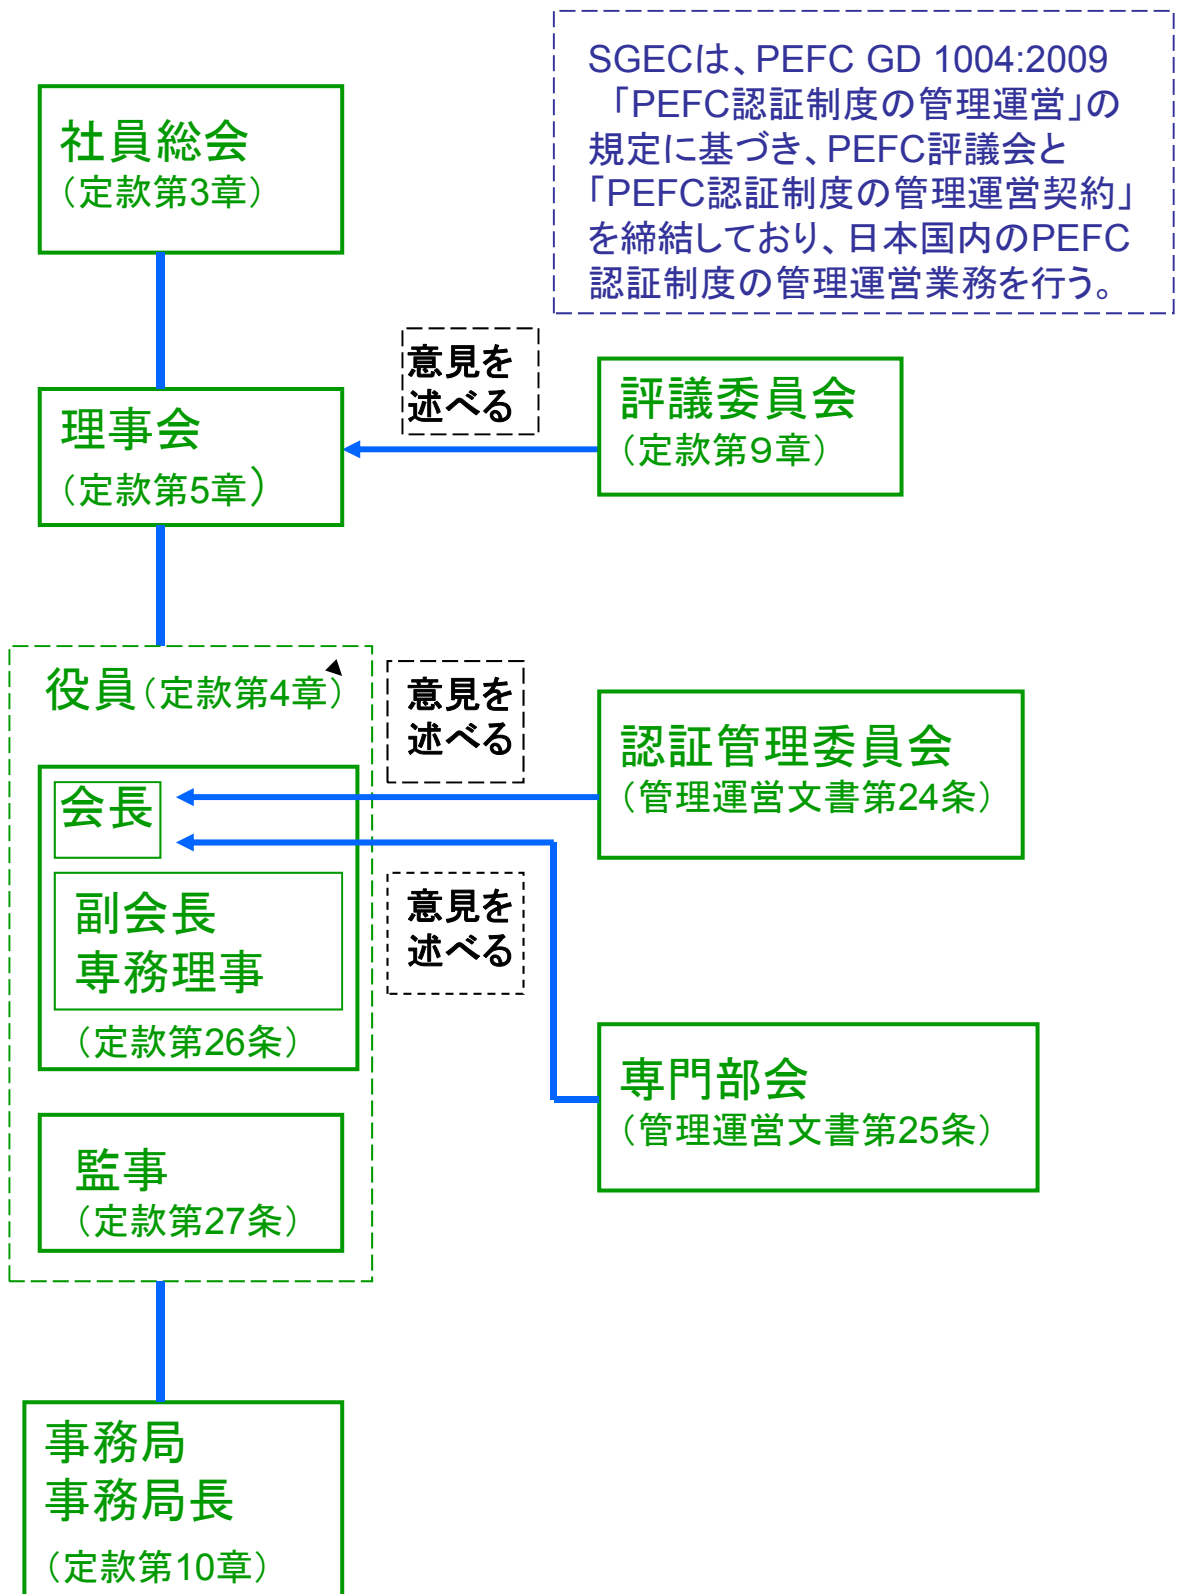 SGECは、PEFC GD 1004:2009
「PEFC認証制度の管理運営」の
規定に基づき、PEFC評議会と
「PEFC認証制度の管理運営契約」
を締結しており、日本国内のPEFC
認証制度の管理運営業務を行う。
社員総会
（定款第3章）
意見を
述べる
理事会
（定款第5章）
評議委員会
（定款第９章）
役員（定款第4章）
意見を
述べる
認証管理委員会
（管理運営文書第24条）
会長
副会長
専務理事
（定款第26条）
意見を
述べる
専門部会
（管理運営文書第25条）
監事
（定款第27条）
事務局
事務局長
（定款第10章）